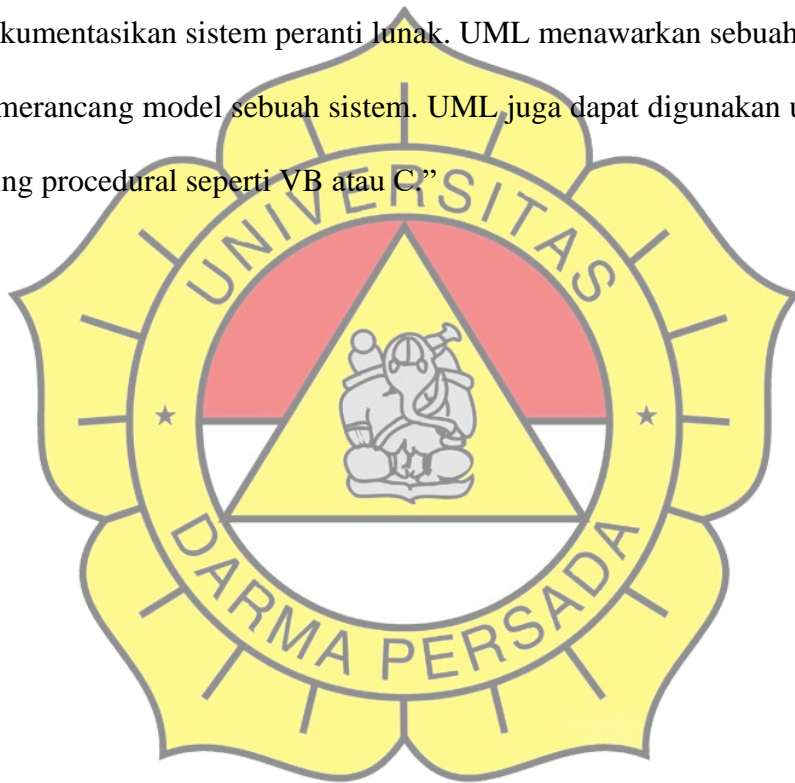 kumentasikan sistem peranti lunak. UML menawarkan sebuah
merancang model sebuah sistem. UML juga dapat digunakan u
ing procedural seperti VB atau C.”
UNIVERSITAS
DARMA PERSADA